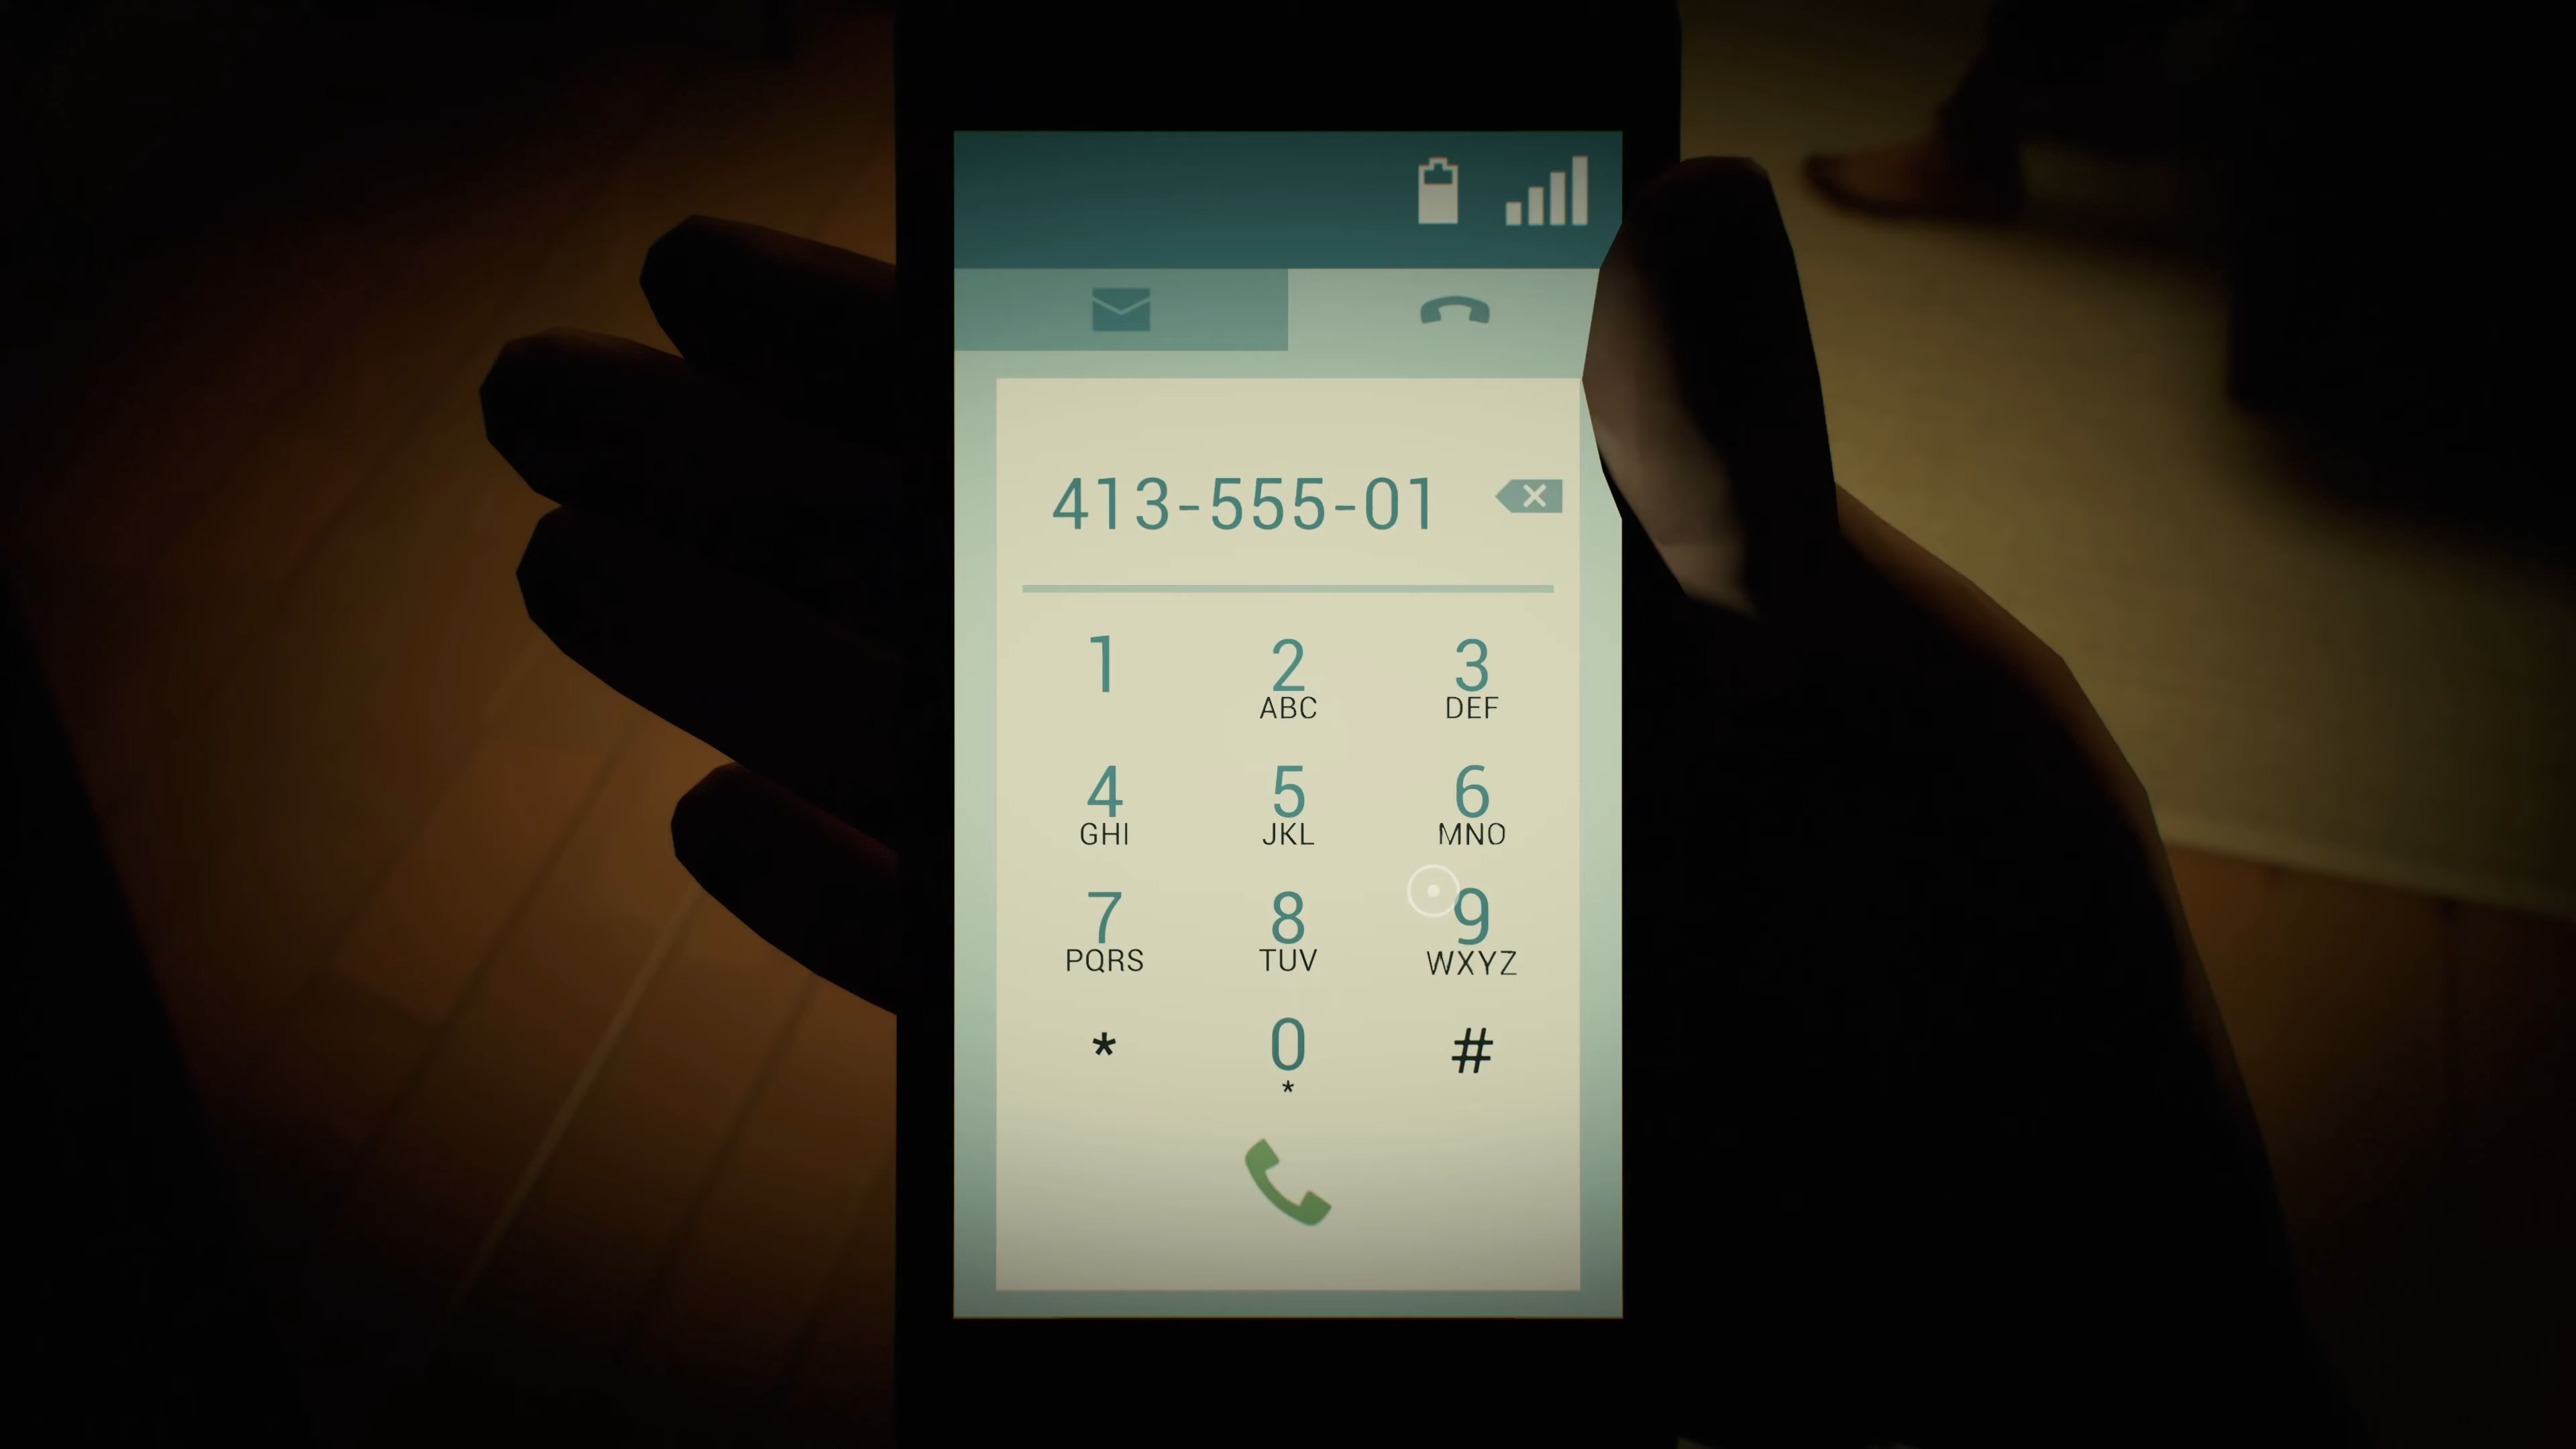 413-555-01
1 2 3
ABC DEF
4 5 6
GHI JKL MNO
7 8 9
PQRS TUV WXYZ
* 0 #
*